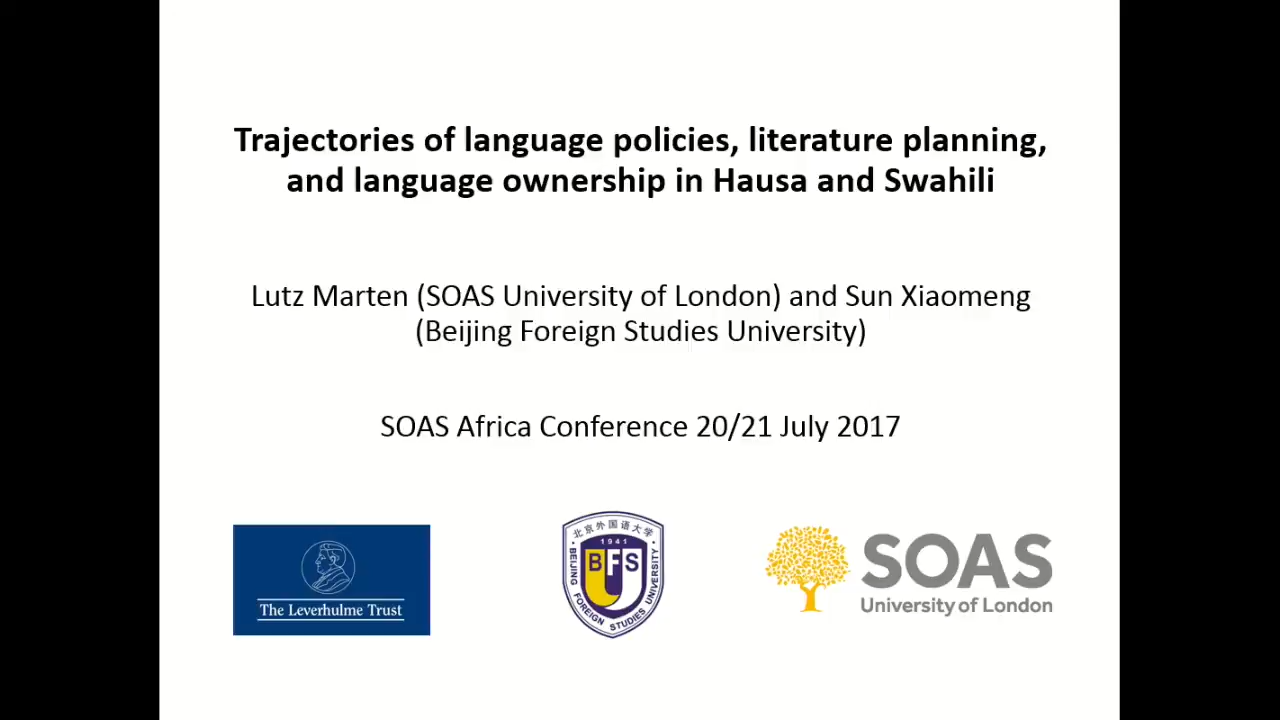 Trajectories of language policies, literature planning,
and language ownership in Hausa and Swahili
Lutz Marten (SOAS University of London) and Sun Xiaomeng
(Beijing Foreign Studies University)
SOAS Africa Conference 20/21 July 2017
The Leverhulme Trust
北京外国语大学
1941
BFS
BEIJING FOREIGN STUDIES UNIVERSITY
SOAS
University of London